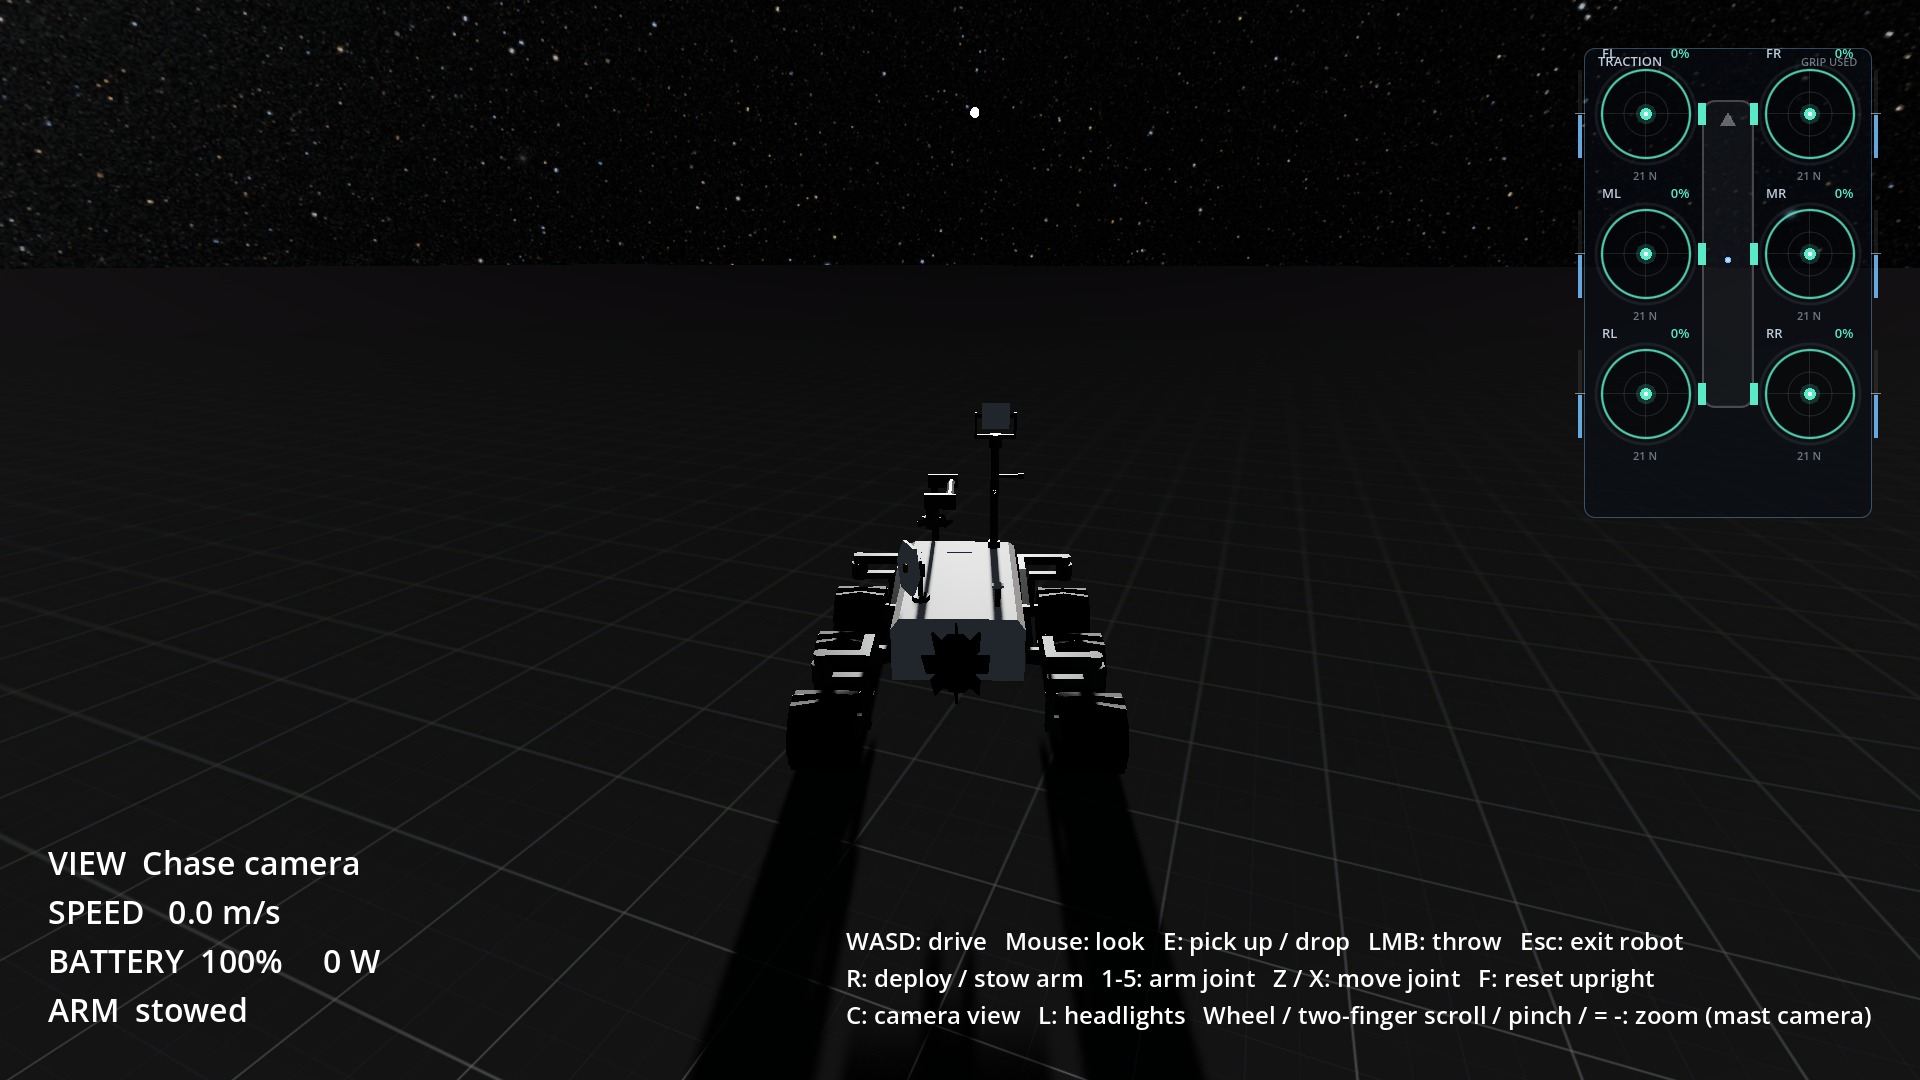 FL 0% FR 0%
TRACTION GRIP USED
21 N 21 N
ML 0% MR 0%
21 N 21 N
RL 0% RR 0%
21 N 21 N
VIEW Chase camera
SPEED 0.0 m/s
BATTERY 100% 0 W
ARM stowed
WASD: drive Mouse: look E: pick up / drop LMB: throw Esc: exit robot
R: deploy / stow arm 1-5: arm joint Z / X: move joint F: reset upright
C: camera view L: headlights Wheel / two-finger scroll / pinch / = -: zoom (mast camera)